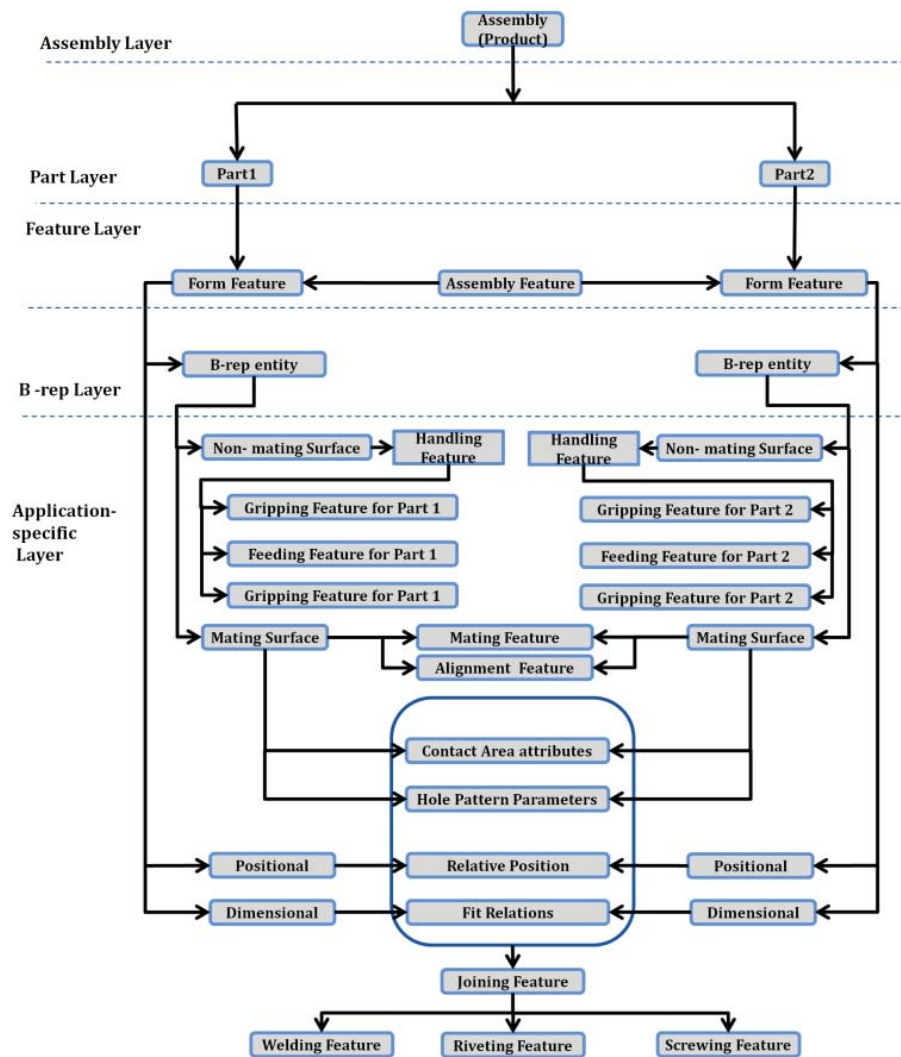 Assembly
(Product)
Assembly Layer
Part Layer
Part1
Part2
Feature Layer
Form Feature
Assembly Feature
Form Feature
B-rep entity
B-rep entity
B -rep Layer
Non- mating Surface
Handling
Feature
Handling
Feature
Non- mating Surface
Application-
specific
Layer
Gripping Feature for Part 1
Gripping Feature for Part 2
Feeding Feature for Part 1
Feeding Feature for Part 2
Gripping Feature for Part 1
Gripping Feature for Part 2
Mating Surface
Mating Feature
Mating Surface
Alignment Feature
Contact Area attributes
Hole Pattern Parameters
Positional
Relative Position
Positional
Dimensional
Fit Relations
Dimensional
Joining Feature
Welding Feature
Riveting Feature
Screwing Feature